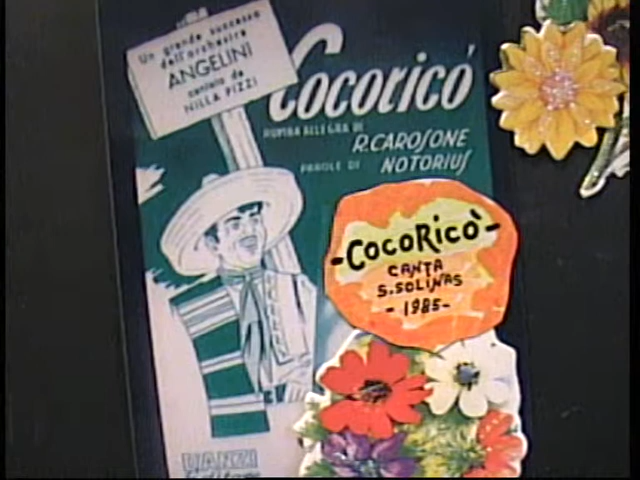 Un grande successo
dell'orchestra
ANGELINI
cantato da
NILLA PIZZI
Cocoricò
RUMBA ALLEGRA DI
R. CAROSONE
PAROLE DI NOTORIUS
-COCORICÒ-
CANTA
S. SOLINAS
- 1985 -